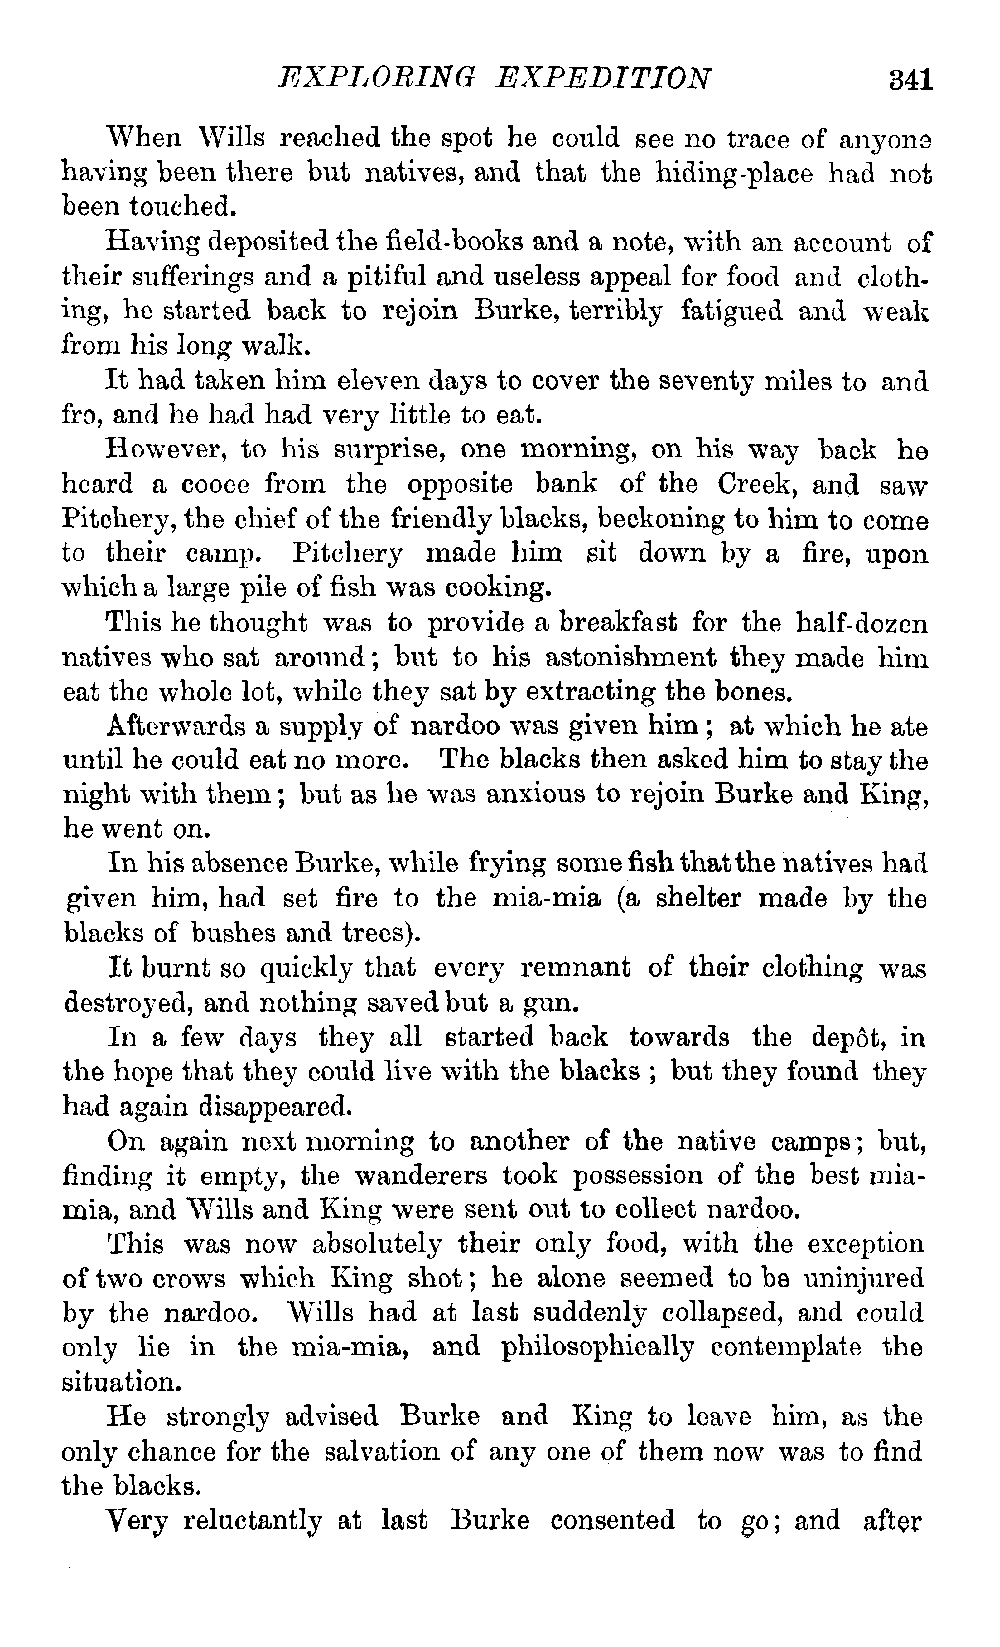 EXPLORING EXPEDITION 341
When Wills reached the spot he could see no trace of anyone
having been there but natives, and that the hiding-place had not
been touched.
Having deposited the field-books and a note, with an account of
their sufferings and a pitiful and useless appeal for food and cloth-
ing, he started back to rejoin Burke, terribly fatigued and weak
from his long walk.
It had taken him eleven days to cover the seventy miles to and
fro, and he had had very little to eat.
However, to his surprise, one morning, on his way back he
heard a cooee from the opposite bank of the Creek, and saw
Pitchery, the chief of the friendly blacks, beckoning to him to come
to their camp. Pitchery made him sit down by a fire, upon
which a large pile of fish was cooking.
This he thought was to provide a breakfast for the half-dozen
natives who sat around; but to his astonishment they made him
eat the whole lot, while they sat by extracting the bones.
Afterwards a supply of nardoo was given him; at which he ate
until he could eat no more. The blacks then asked him to stay the
night with them; but as he was anxious to rejoin Burke and King,
he went on.
In his absence Burke, while frying some fish that the natives had
given him, had set fire to the mia-mia (a shelter made by the
blacks of bushes and trees).
It burnt so quickly that every remnant of their clothing was
destroyed, and nothing saved but a gun.
In a few days they all started back towards the depôt, in
the hope that they could live with the blacks; but they found they
had again disappeared.
On again next morning to another of the native camps; but,
finding it empty, the wanderers took possession of the best mia-
mia, and Wills and King were sent out to collect nardoo.
This was now absolutely their only food, with the exception
of two crows which King shot; he alone seemed to be uninjured
by the nardoo. Wills had at last suddenly collapsed, and could
only lie in the mia-mia, and philosophically contemplate the
situation.
He strongly advised Burke and King to leave him, as the
only chance for the salvation of any one of them now was to find
the blacks.
Very reluctantly at last Burke consented to go; and after